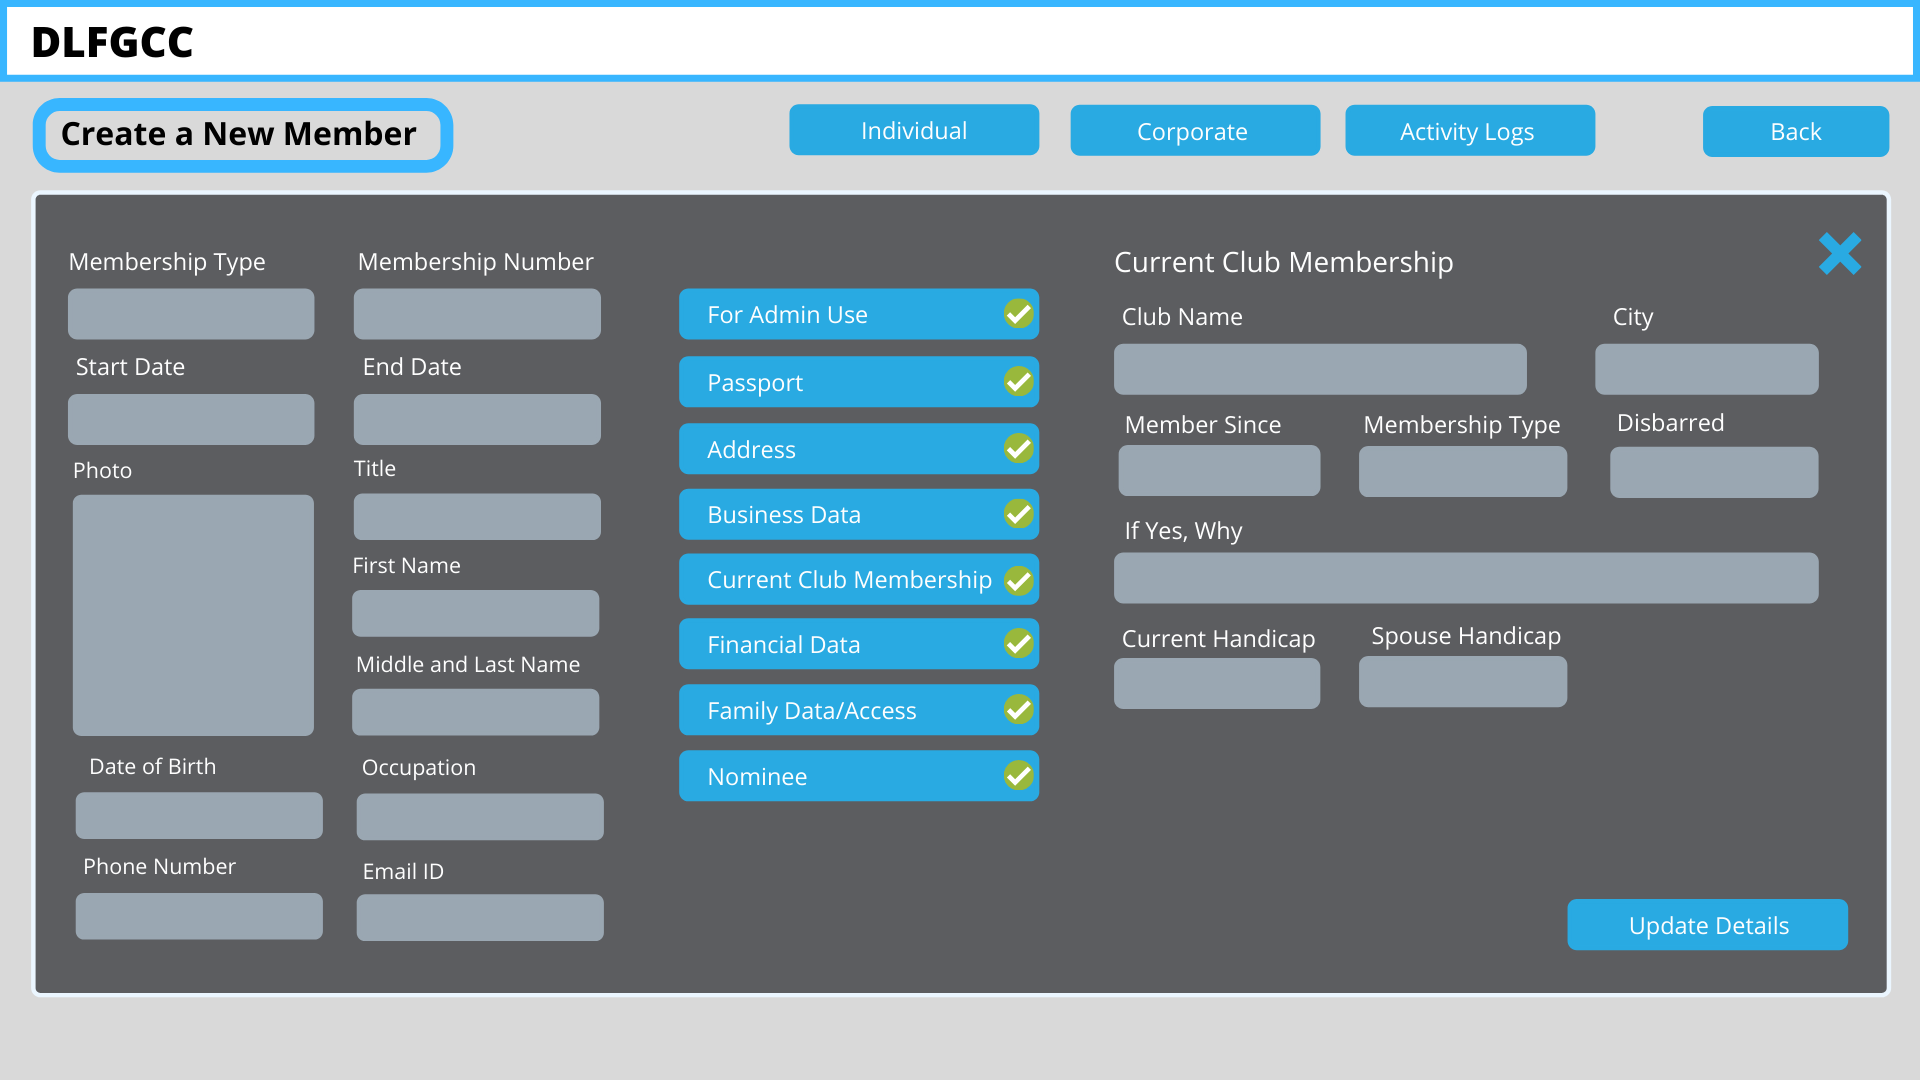 DLFGCC
Create a New Member
Individual
Corporate
Activity Logs
Back
Membership Type
Membership Number
Start Date
End Date
Photo
Title
First Name
Middle and Last Name
Date of Birth
Occupation
Phone Number
Email ID
For Admin Use
Passport
Address
Business Data
Current Club Membership
Financial Data
Family Data/Access
Nominee
Current Club Membership
Club Name
City
Member Since
Membership Type
Disbarred
If Yes, Why
Current Handicap
Spouse Handicap
Update Details